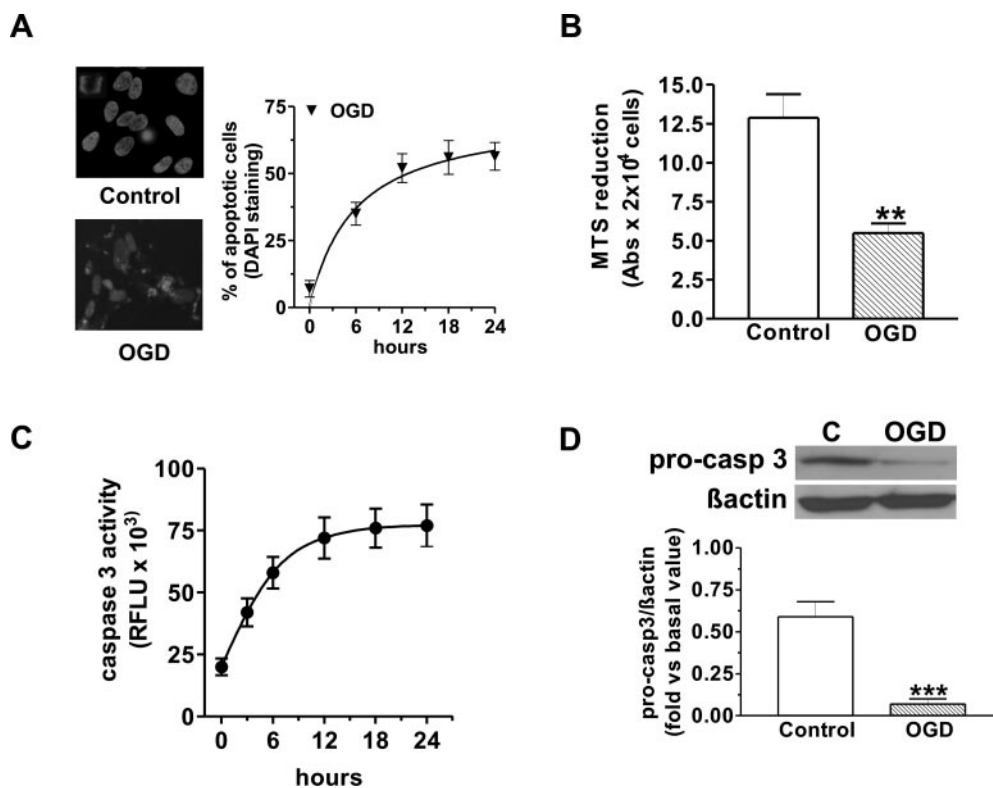 A
Control
OGD
% of apoptotic cells
(DAPI staining)
75
50
25
0
OGD
0 6 12 18 24
hours
B
MTS reduction
(Abs x 2x10⁴ cells)
15.0
12.5
10.0
7.5
5.0
2.5
0.0
**
Control OGD
C
caspase 3 activity
(RFLU x 10³)
100
75
50
25
0
0 6 12 18 24
hours
D
C OGD
pro-casp 3
ßactin
pro-casp3/ßactin
(fold vs basal value)
1.00
0.75
0.50
0.25
0.00
***
Control OGD